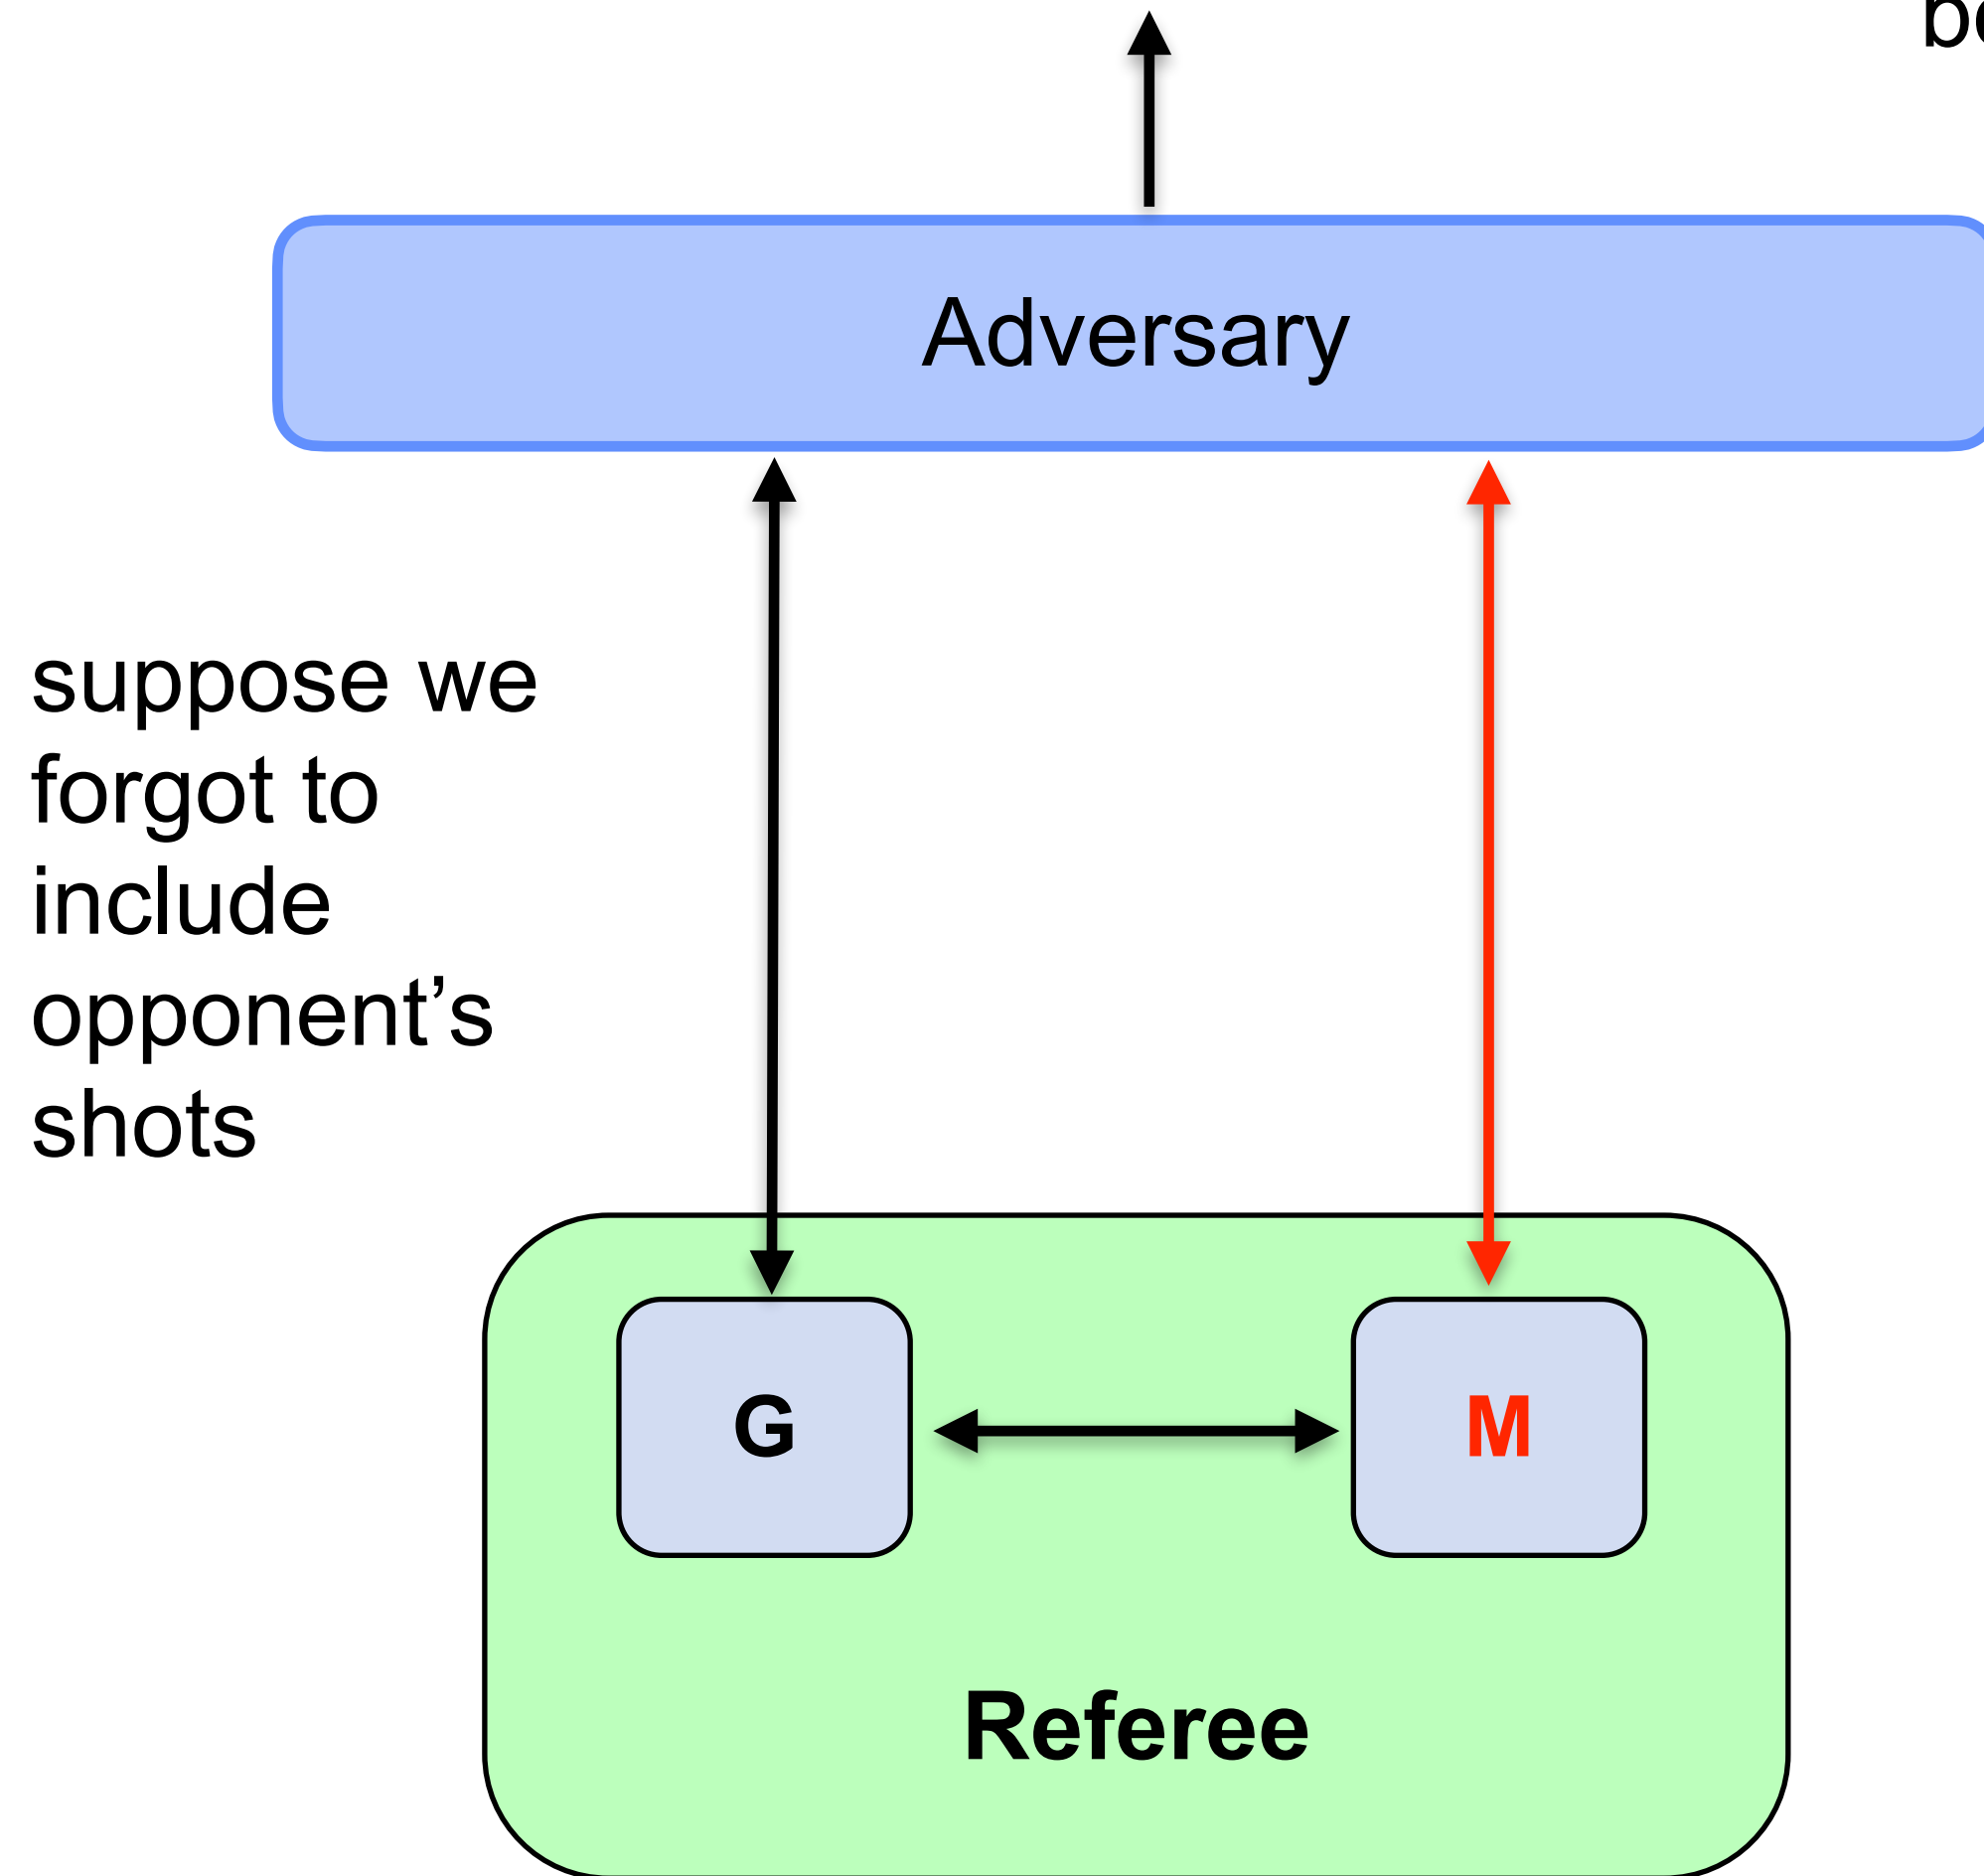 Adversary
suppose we
forgot to
include
opponent’s
shots
G
M
Referee